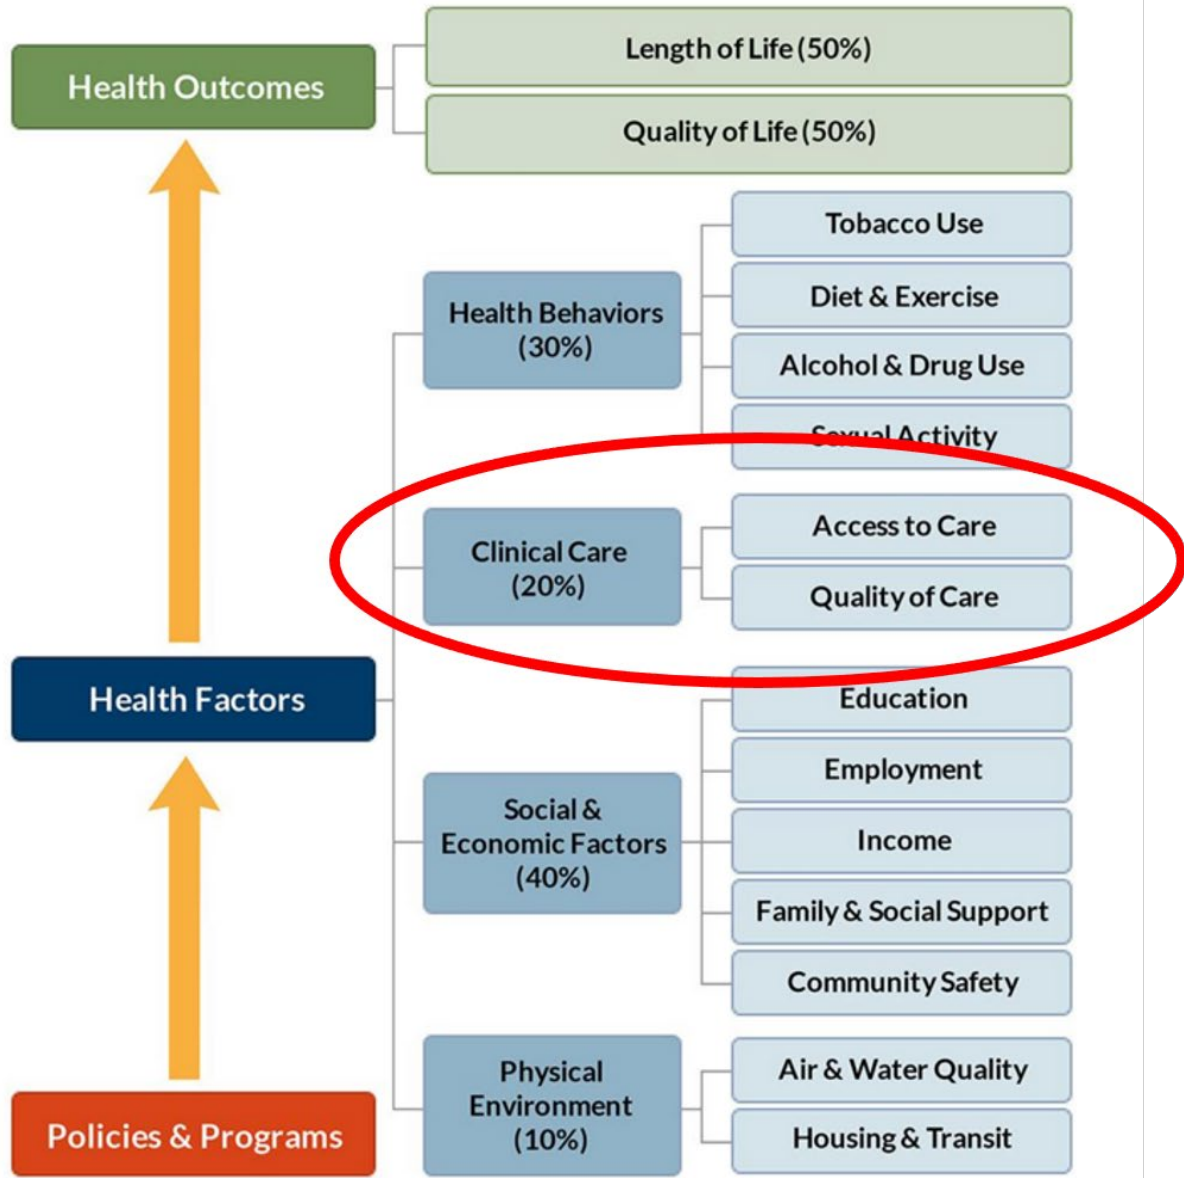 Health Outcomes
Length of Life (50%)
Quality of Life (50%)
Health Factors
Health Behaviors
(30%)
Tobacco Use
Diet & Exercise
Alcohol & Drug Use
Sexual Activity
Clinical Care
(20%)
Access to Care
Quality of Care
Social &
Economic Factors
(40%)
Education
Employment
Income
Family & Social Support
Community Safety
Physical
Environment
(10%)
Air & Water Quality
Housing & Transit
Policies & Programs